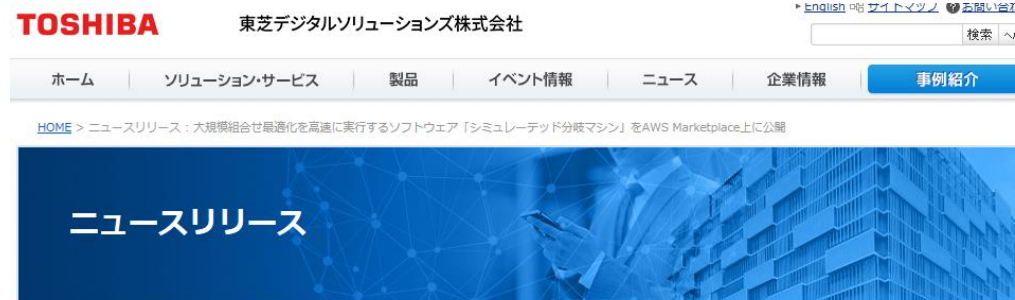 English サイトマップ お問い合わ
TOSHIBA 東芝デジタルソリューションズ株式会社
検索
ホーム ソリューション・サービス 製品 イベント情報 ニュース 企業情報 事例紹介
HOME > ニュースリリース：大規模組合せ最適化を高速に実行するソフトウェア「シミュレーテッド分岐マシン」をAWS Marketplace上に公開
ニュースリリース